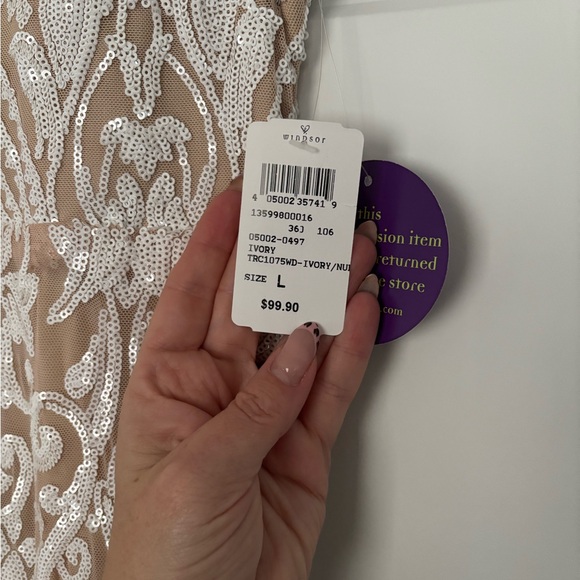 windsor
4 05002 35741 9
13599800016
36J 106
05002-0497
IVORY
TRC1075WD-IVORY/NU
SIZE L
$99.90
this
sion item
returned
store
.com